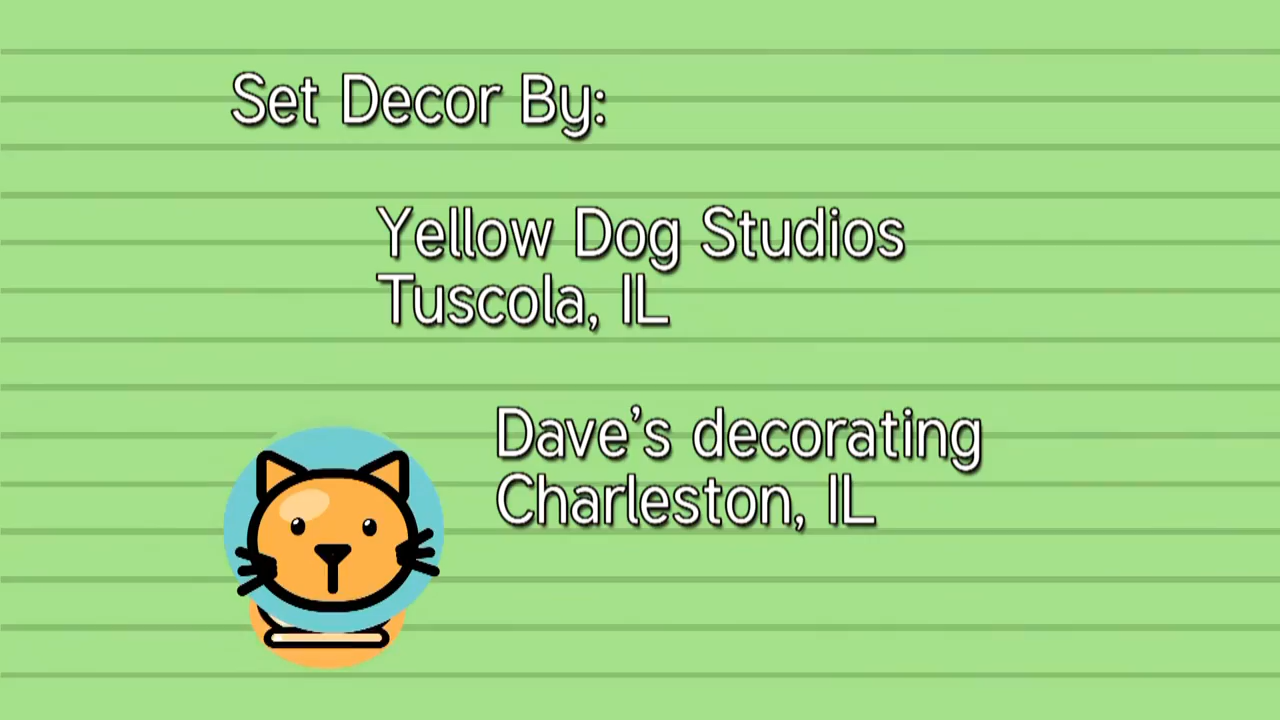 Set Decor By:
Yellow Dog Studios
Tuscola, IL
Dave's decorating
Charleston, IL